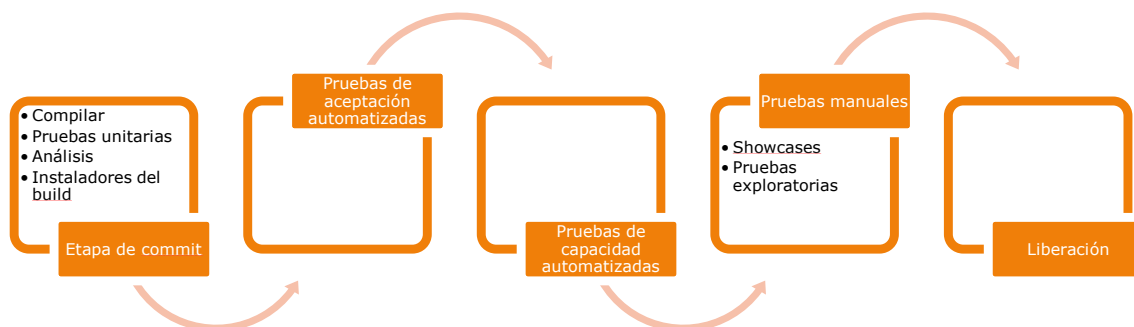 • Compilar
• Pruebas unitarias
• Análisis
• Instaladores del
build
Etapa de commit
Pruebas de
aceptación
automatizadas
Pruebas de
capacidad
automatizadas
Pruebas manuales
• Showcases
• Pruebas
exploratorias
Liberación